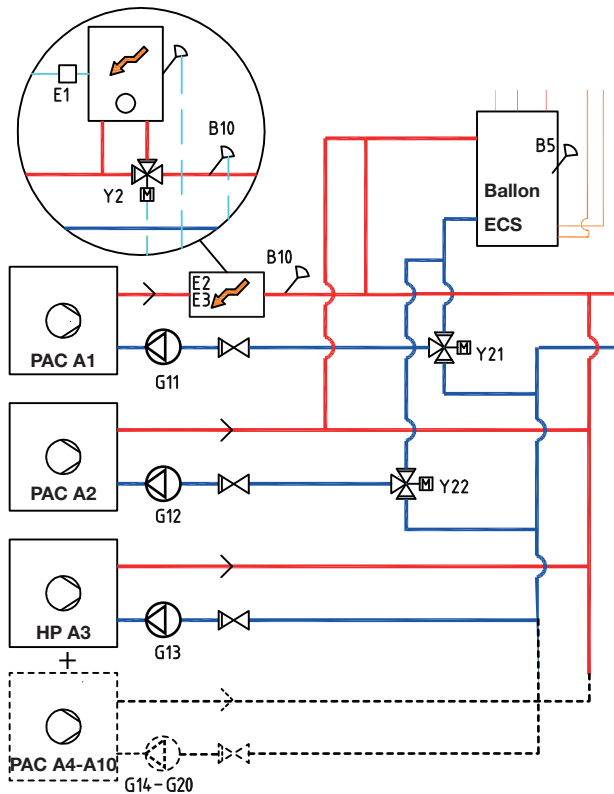 E1
B10
Y2
M
B5
Ballon
ECS
B10
E2
E3
PAC A1
G11
M
Y21
PAC A2
G12
M
Y22
HP A3
G13
+
PAC A4-A10
G14-G20